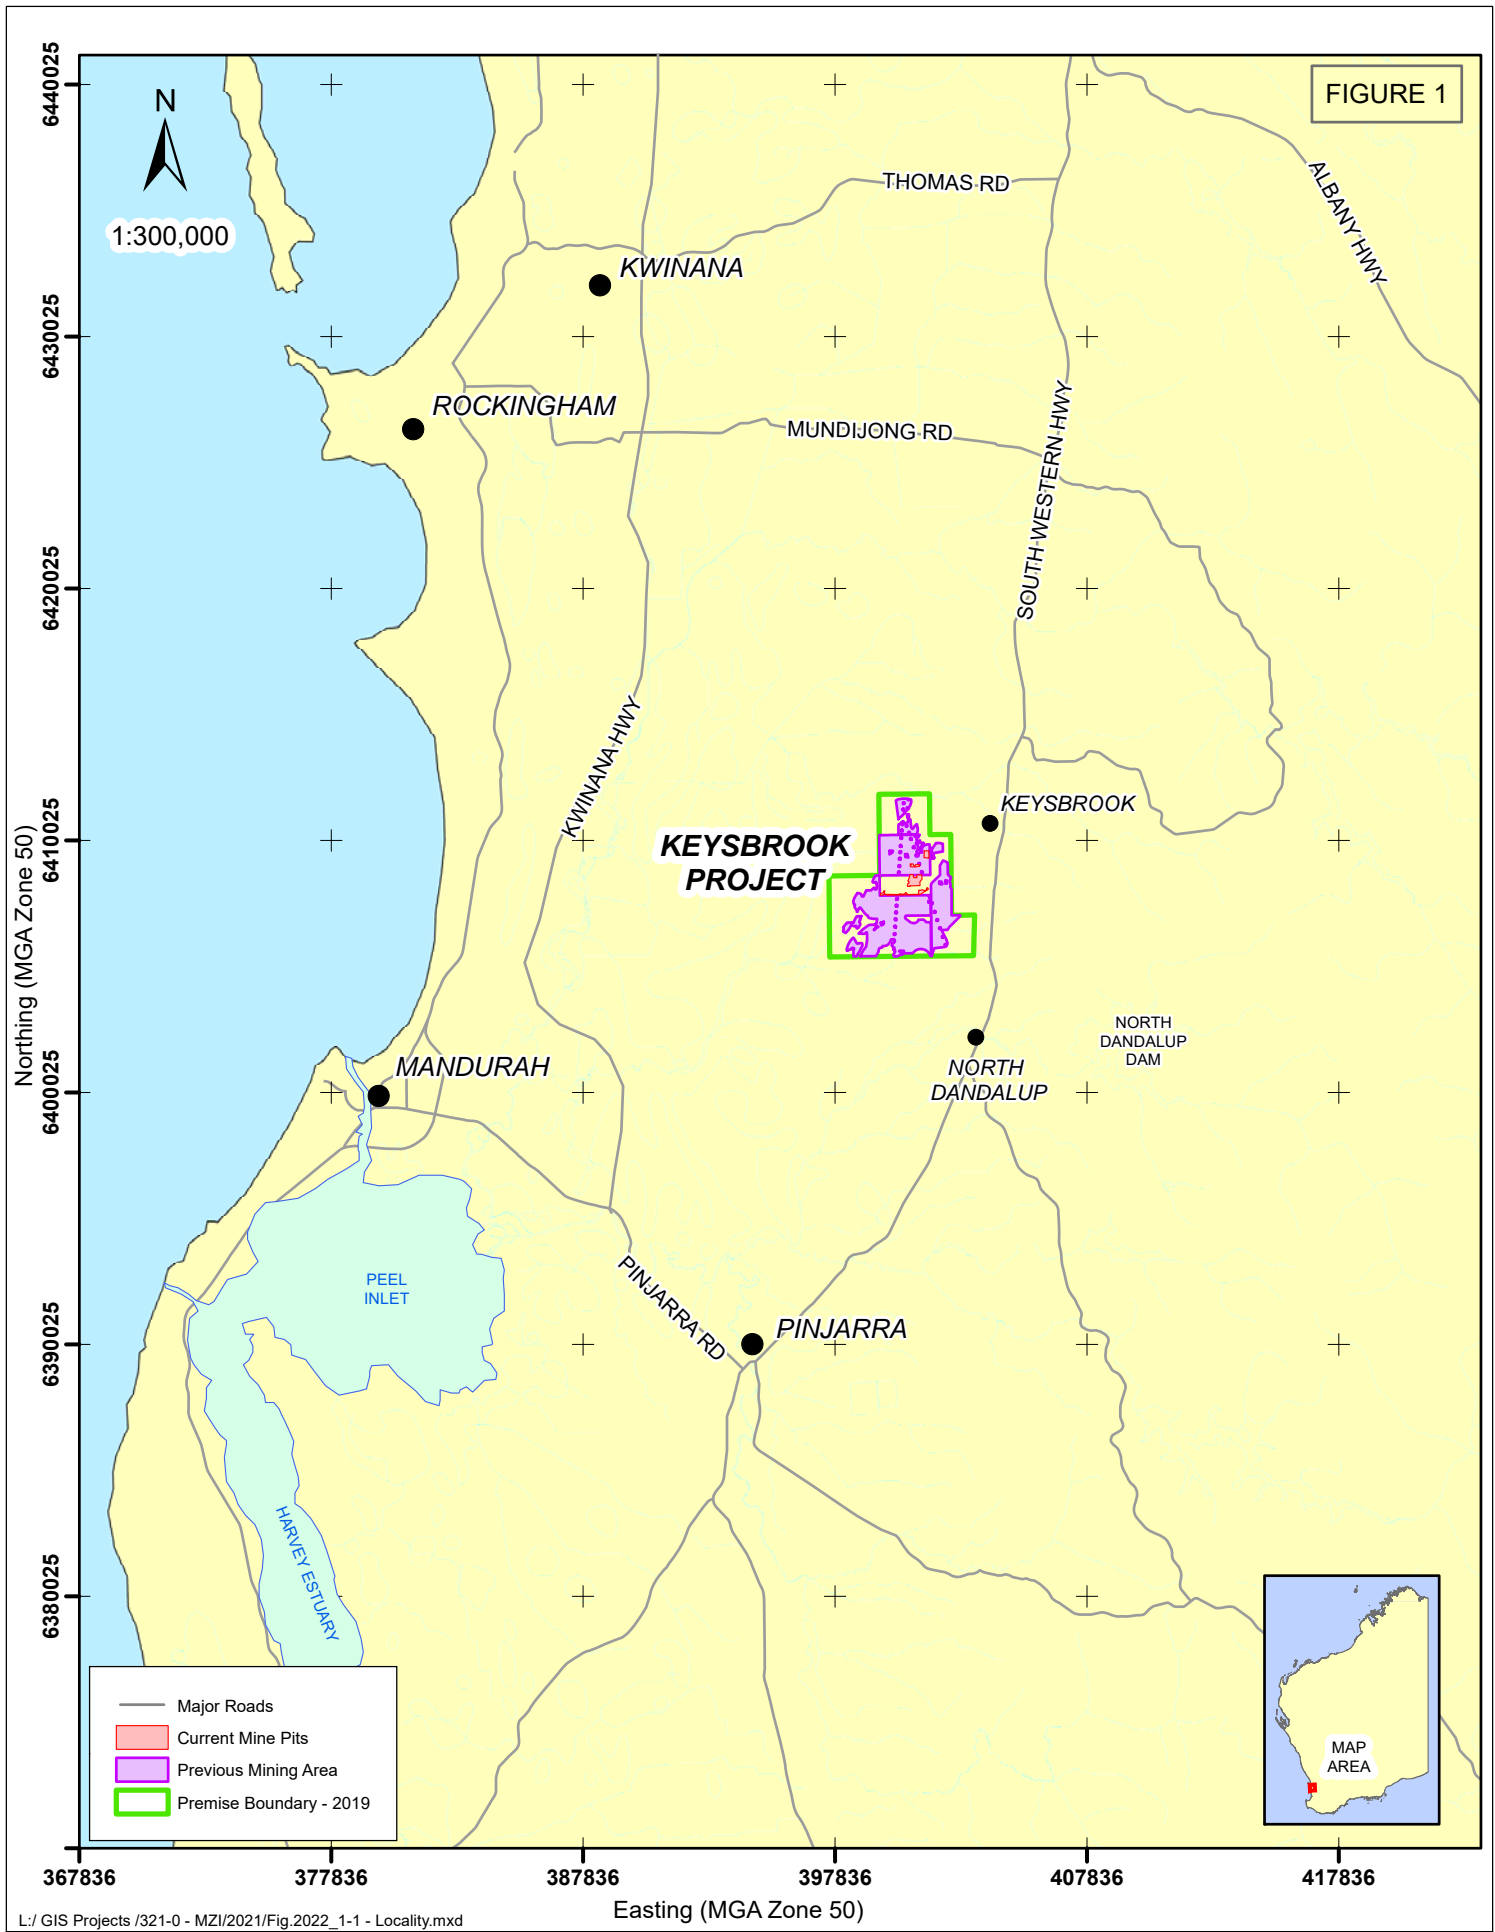 FIGURE 1
N
1:300,000
THOMAS RD
ALBANY HWY
KWINANA
ROCKINGHAM
MUNDIJONG RD
SOUTH WESTERN HWY
KWINANA HWY
KEYSBROOK
KEYSBROOK
PROJECT
NORTH
DANDALUP
DAM
MANDURAH
NORTH
DANDALUP
PEEL
INLET
PINJARRA RD
PINJARRA
HARVEY ESTUARY
Major Roads
Current Mine Pits
Previous Mining Area
Premise Boundary - 2019
MAP
AREA
6440025
6430025
6420025
6410025
6400025
6390025
6380025
Northing (MGA Zone 50)
367836
377836
387836
397836
407836
417836
Easting (MGA Zone 50)
L:/ GIS Projects /321-0 - MZI/2021/Fig.2022_1-1 - Locality.mxd